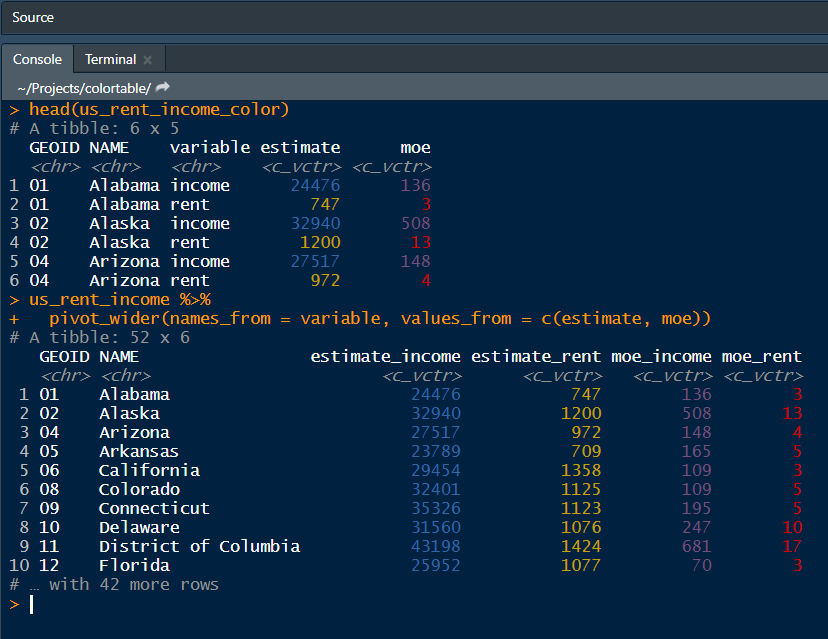 Source
Console Terminal ×
~/Projects/colortable/
> head(us_rent_income_color)
# A tibble: 6 x 5
  GEOID NAME    variable estimate      moe
  <chr> <chr>   <chr>    <c_vctr> <c_vctr>
1 01    Alabama income      24476      136
2 01    Alabama rent          747        3
3 02    Alaska  income      32940      508
4 02    Alaska  rent         1200       13
5 04    Arizona income      27517      148
6 04    Arizona rent          972        4
> us_rent_income %>%
+   pivot_wider(names_from = variable, values_from = c(estimate, moe))
# A tibble: 52 x 6
   GEOID NAME                 estimate_income estimate_rent moe_income moe_rent
   <chr> <chr>                       <c_vctr>      <c_vctr>   <c_vctr> <c_vctr>
 1 01    Alabama                        24476           747        136        3
 2 02    Alaska                         32940          1200        508       13
 3 04    Arizona                        27517           972        148        4
 4 05    Arkansas                       23789           709        165        5
 5 06    California                     29454          1358        109        3
 6 08    Colorado                       32401          1125        109        5
 7 09    Connecticut                    35326          1123        195        5
 8 10    Delaware                       31560          1076        247       10
 9 11    District of Columbia           43198          1424        681       17
10 12    Florida                        25952          1077         70        3
# … with 42 more rows
>